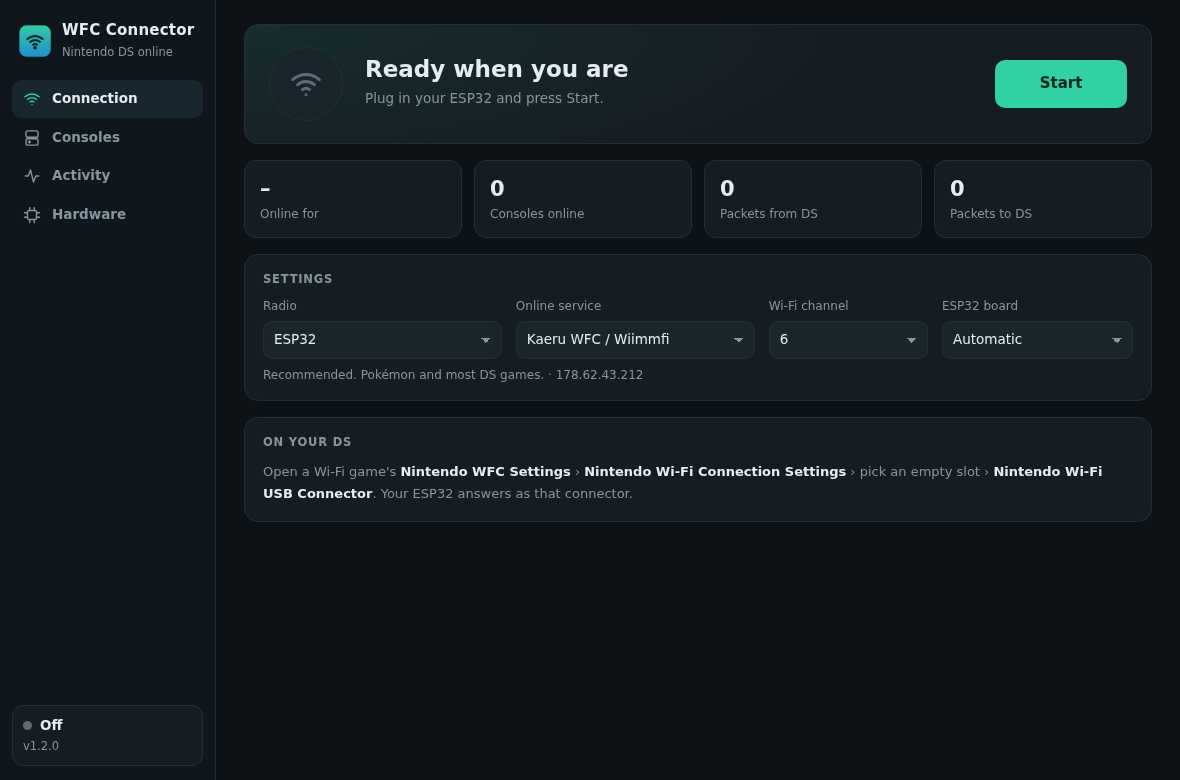 WFC Connector
Nintendo DS online
Connection
Consoles
Activity
Hardware
Off
v1.2.0
Ready when you are
Plug in your ESP32 and press Start.
Start
–
Online for
0
Consoles online
0
Packets from DS
0
Packets to DS
SETTINGS
Radio
ESP32
Online service
Kaeru WFC / Wiimmfi
Wi-Fi channel
6
ESP32 board
Automatic
Recommended. Pokémon and most DS games. · 178.62.43.212
ON YOUR DS
Open a Wi-Fi game's Nintendo WFC Settings › Nintendo Wi-Fi Connection Settings › pick an empty slot › Nintendo Wi-Fi
USB Connector. Your ESP32 answers as that connector.